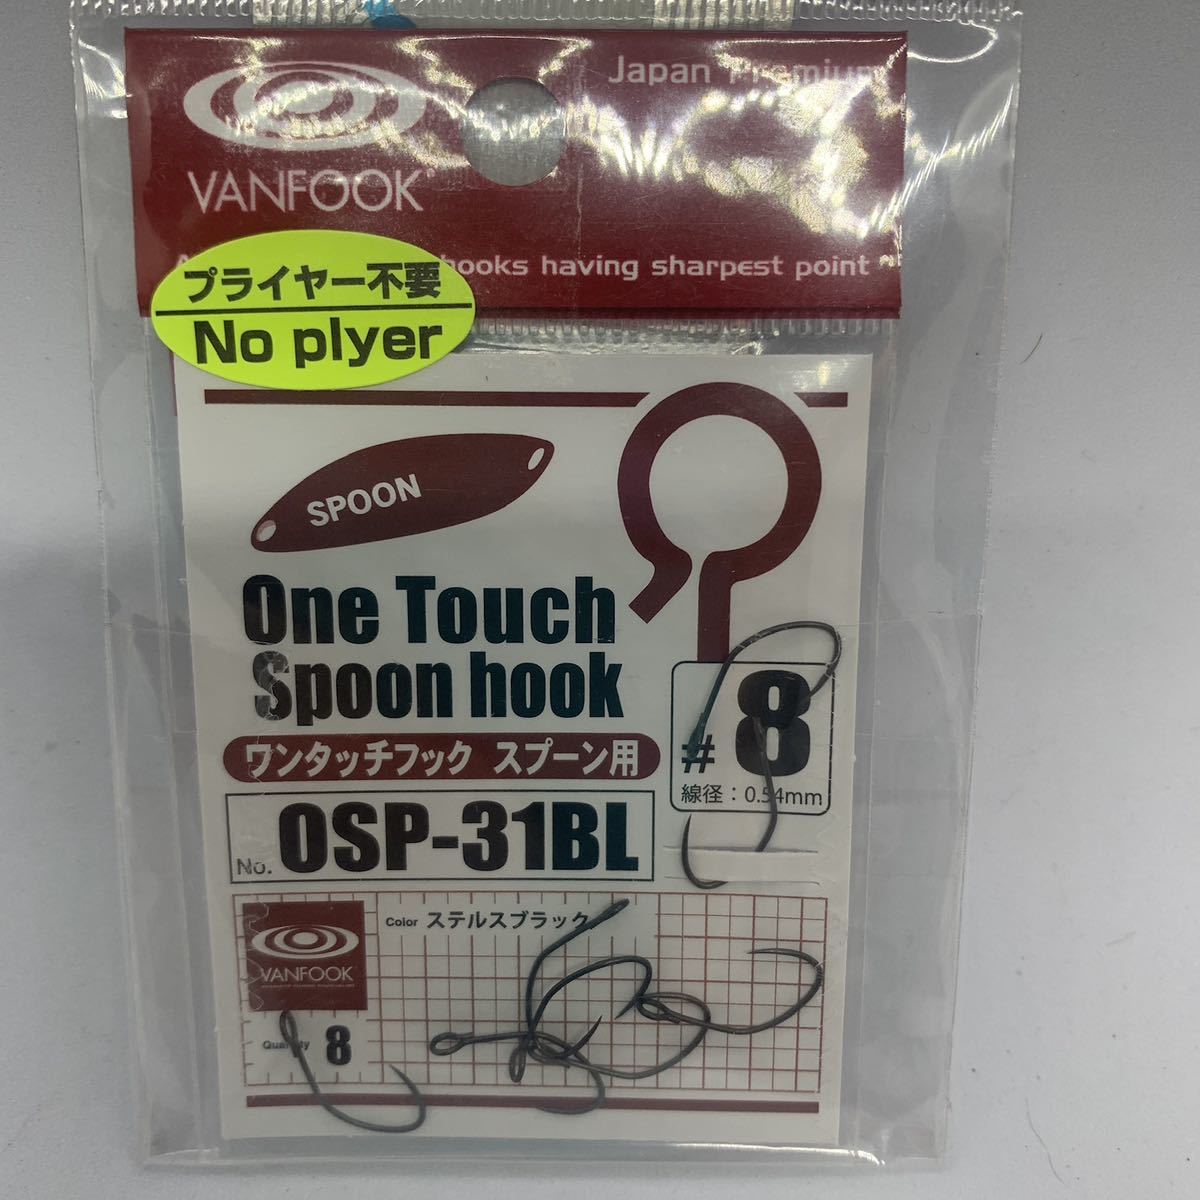 Japan Premium
VANFOOK
hooks having sharpest point
プライヤー不要
No plyer
SPOON
One Touch
Spoon hook
ワンタッチフック スプーン用
#8
線径：0.54mm
No. OSP-31BL
Color ステルスブラック
VANFOOK
Quantity 8